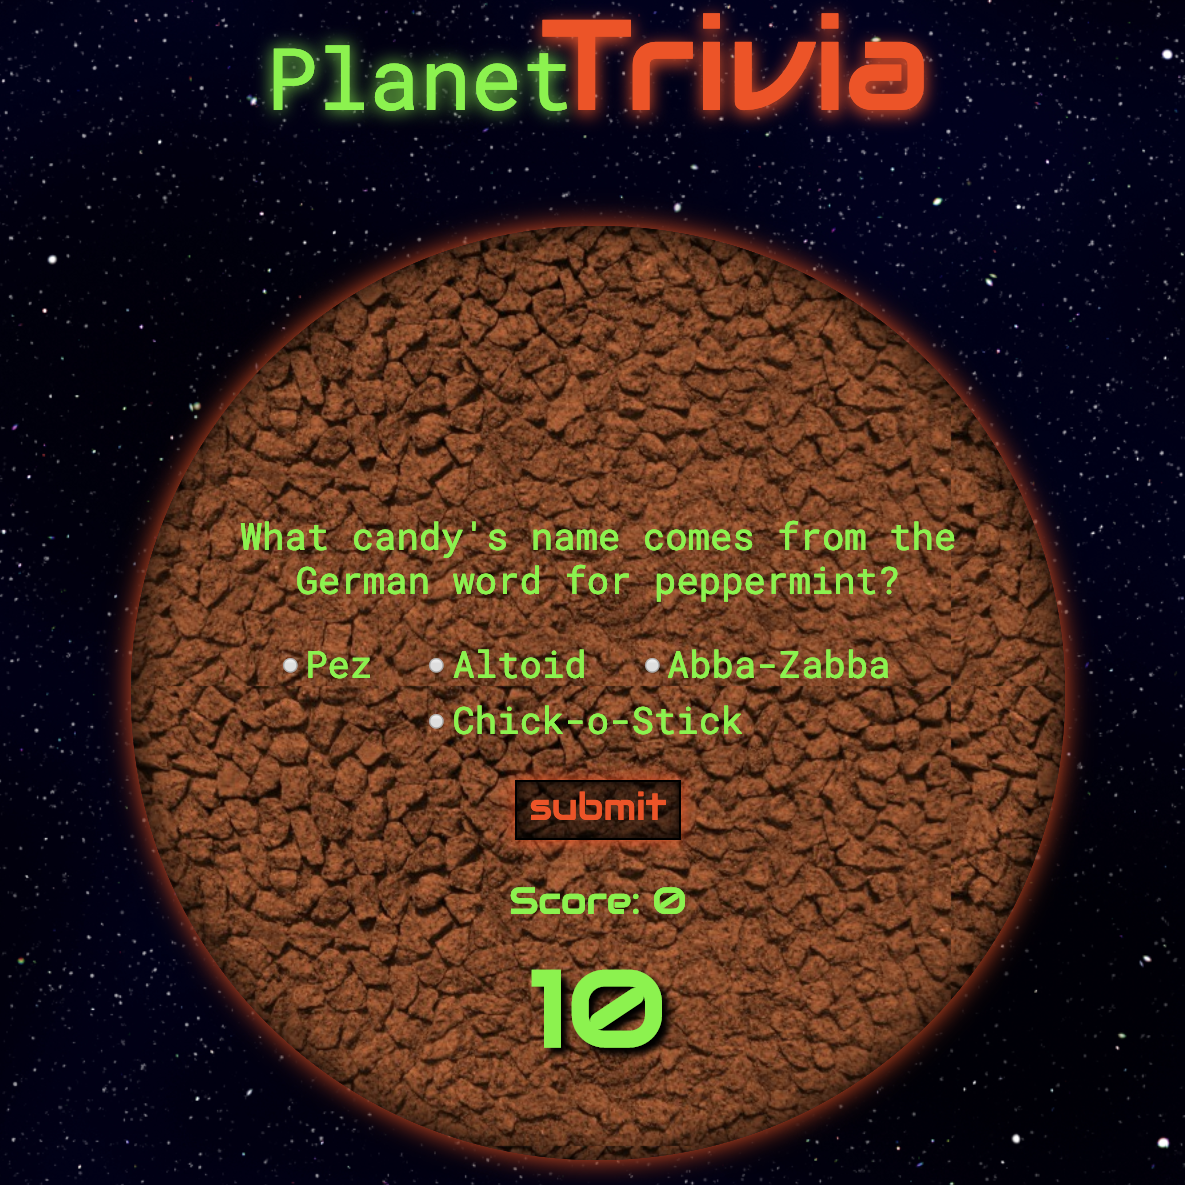 PlanetTrivia
What candy's name comes from the
German word for peppermint?
Pez Altoid Abba-Zabba
Chick-o-Stick
submit
Score: 0
10